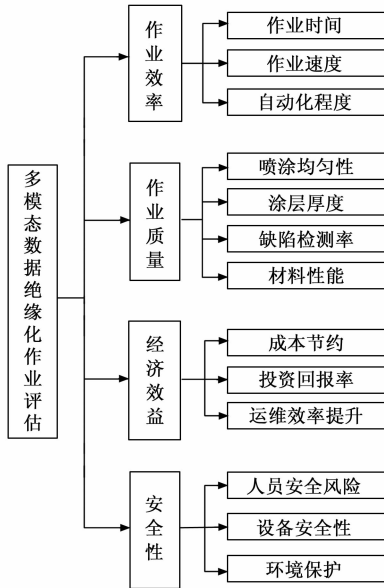 多模态数据绝缘化作业评估
作业效率
作业时间
作业速度
自动化程度
作业质量
喷涂均匀性
涂层厚度
缺陷检测率
材料性能
经济效益
成本节约
投资回报率
运维效率提升
安全性
人员安全风险
设备安全性
环境保护